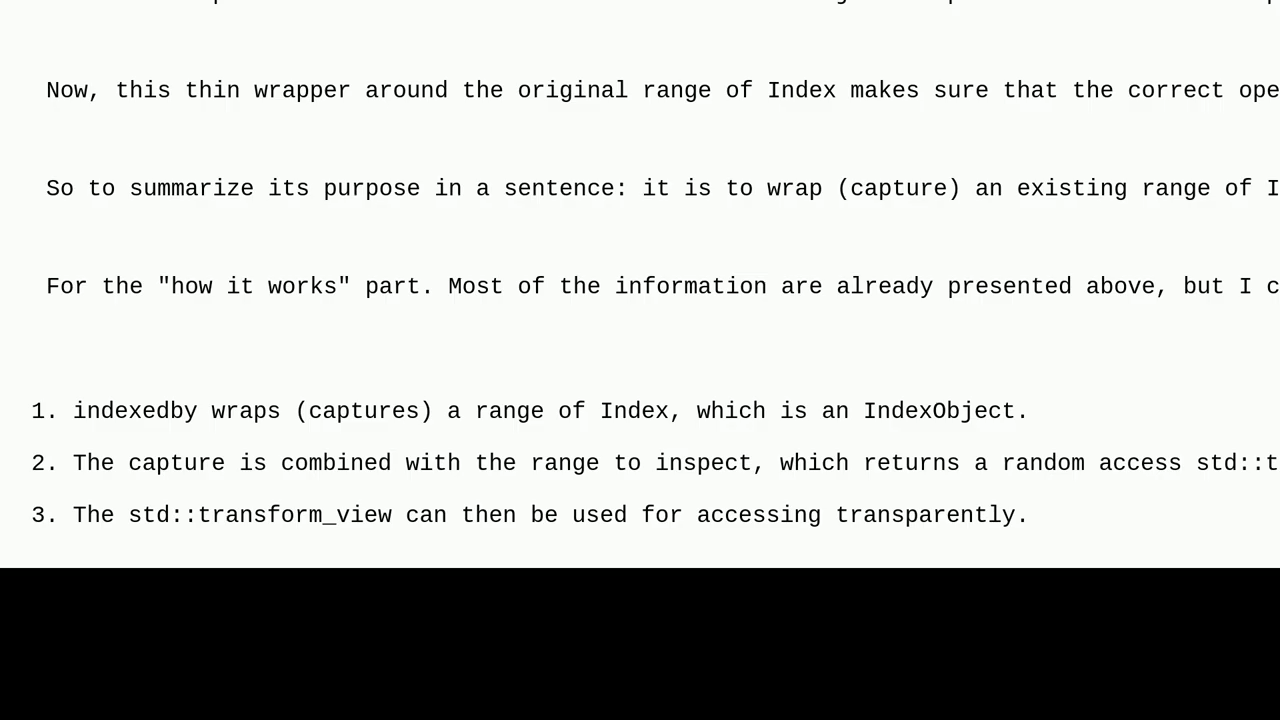 Now, this thin wrapper around the original range of Index makes sure that the correct ope
So to summarize its purpose in a sentence: it is to wrap (capture) an existing range of I
For the "how it works" part. Most of the information are already presented above, but I c
1. indexedby wraps (captures) a range of Index, which is an IndexObject.
2. The capture is combined with the range to inspect, which returns a random access std::t
3. The std::transform_view can then be used for accessing transparently.